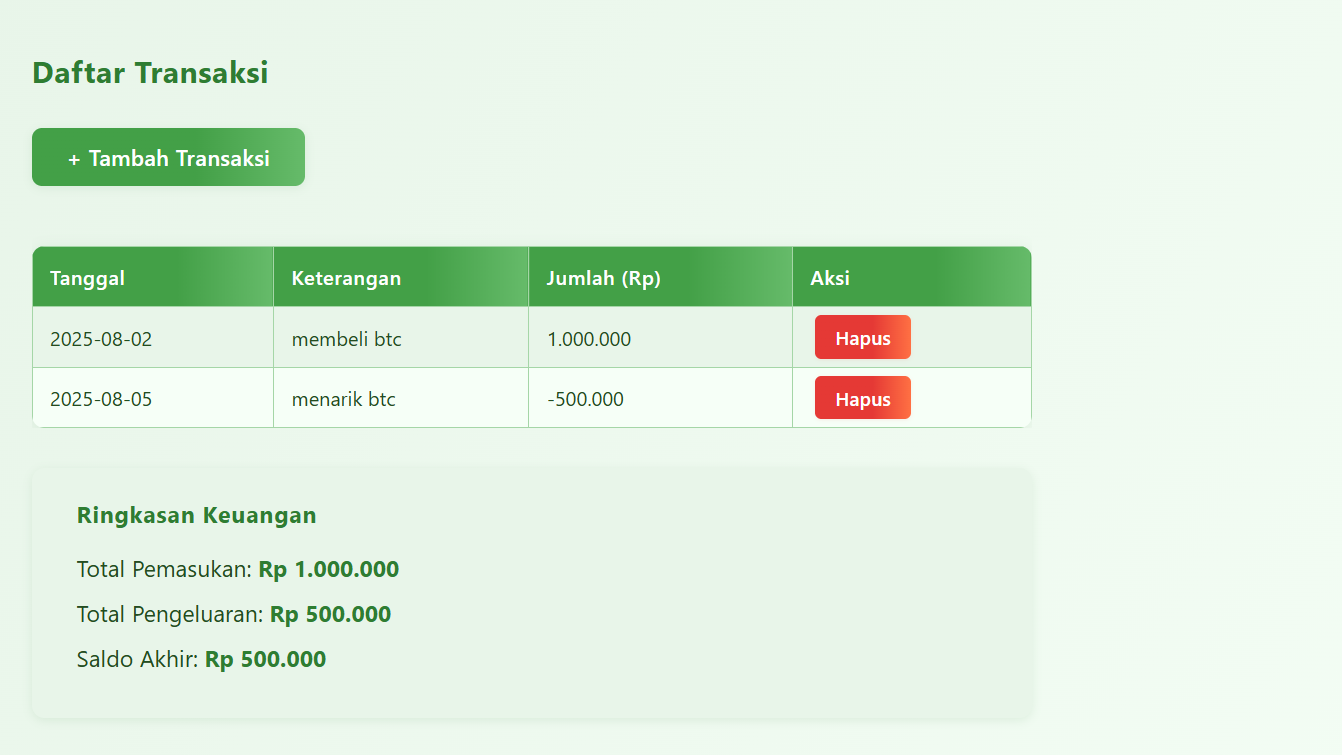 Daftar Transaksi
+ Tambah Transaksi
Tanggal Keterangan Jumlah (Rp) Aksi
2025-08-02 membeli btc 1.000.000 Hapus
2025-08-05 menarik btc -500.000 Hapus
Ringkasan Keuangan
Total Pemasukan: Rp 1.000.000
Total Pengeluaran: Rp 500.000
Saldo Akhir: Rp 500.000